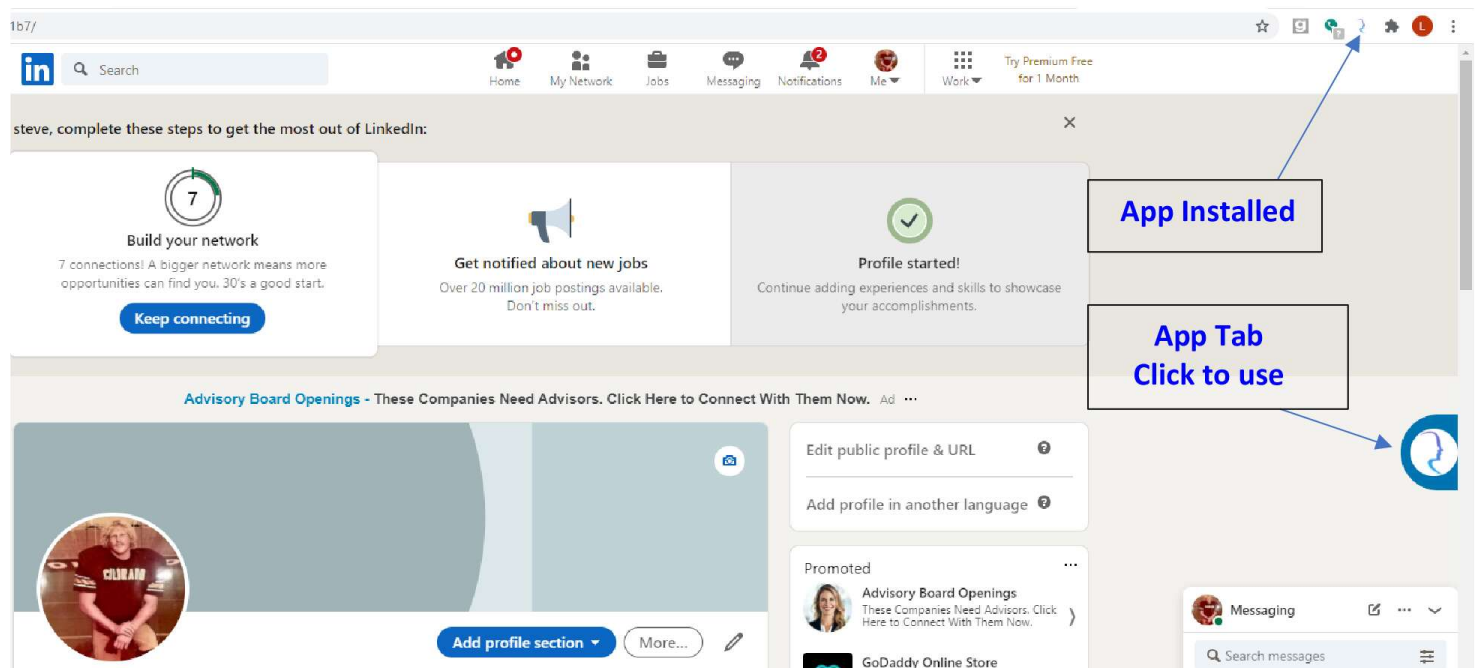 1b7/
L
in
Search
Home
My Network
Jobs
Messaging
2
Notifications
Me
Work
Try Premium Free
for 1 Month
steve, complete these steps to get the most out of LinkedIn:
7
Build your network
7 connections! A bigger network means more
opportunities can find you. 30's a good start.
Keep connecting
Get notified about new jobs
Over 20 million job postings available.
Don't miss out.
Profile started!
Continue adding experiences and skills to showcase
your accomplishments.
App Installed
App Tab
Click to use
Advisory Board Openings - These Companies Need Advisors. Click Here to Connect With Them Now. Ad ···
Edit public profile & URL
Add profile in another language
COLORADO
Add profile section
More...
Promoted
Advisory Board Openings
These Companies Need Advisors. Click
Here to Connect With Them Now.
GoDaddy Online Store
Messaging
Search messages